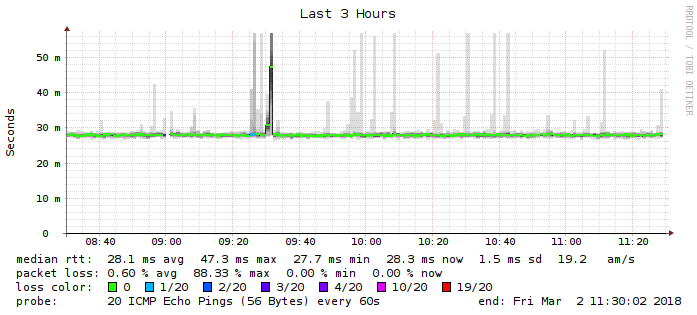 Last 3 Hours
RRDTOOL / TOBI OETIKER
Seconds
50 m
40 m
30 m
20 m
10 m
0
08:40 09:00 09:20 09:40 10:00 10:20 10:40 11:00 11:20
median rtt: 28.1 ms avg 47.3 ms max 27.7 ms min 28.3 ms now 1.5 ms sd 19.2 am/s
packet loss: 0.60 % avg 88.33 % max 0.00 % min 0.00 % now
loss color: 0 1/20 2/20 3/20 4/20 10/20 19/20
probe: 20 ICMP Echo Pings (56 Bytes) every 60s end: Fri Mar 2 11:30:02 2018